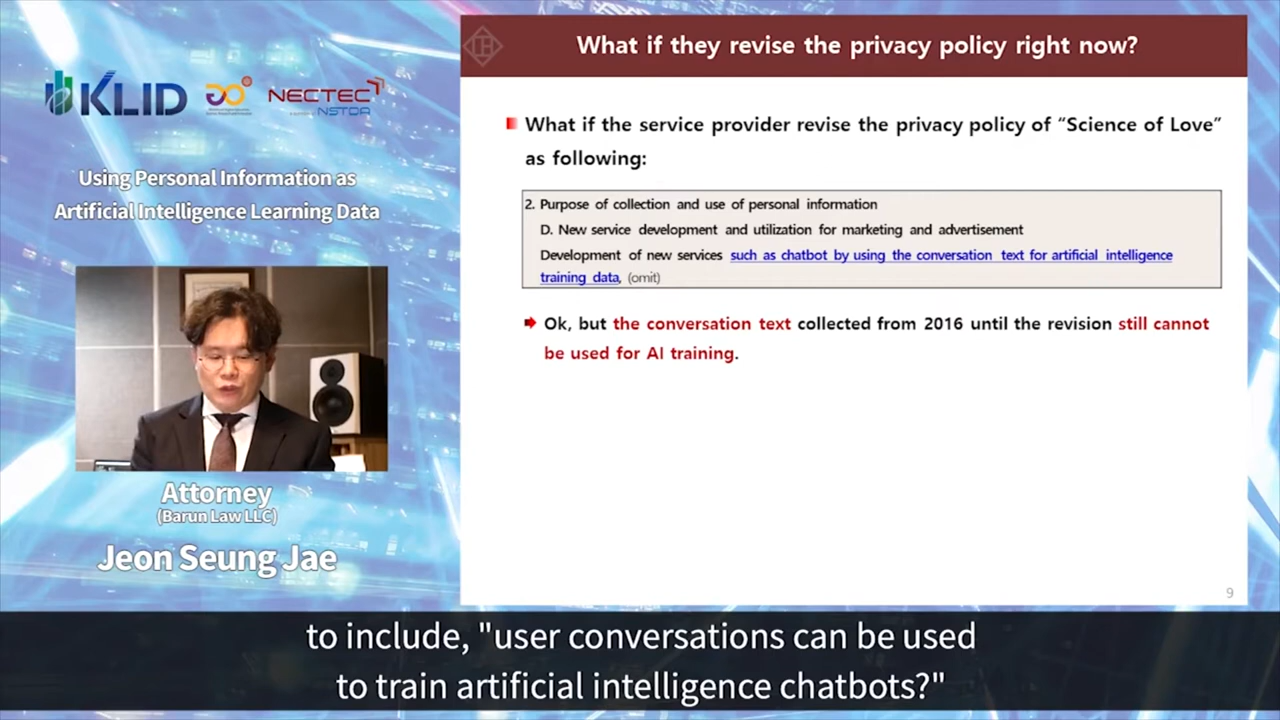 KLID
NECTEC
a member of NSTDA
Using Personal Information as
Artificial Intelligence Learning Data
Attorney
(Barun Law LLC)
Jeon Seung Jae
What if they revise the privacy policy right now?
What if the service provider revise the privacy policy of “Science of Love”
as following:
2. Purpose of collection and use of personal information
D. New service development and utilization for marketing and advertisement
Development of new services such as chatbot by using the conversation text for artificial intelligence
training data, (omit)
Ok, but the conversation text collected from 2016 until the revision still cannot
be used for AI training.
9
to include, "user conversations can be used
to train artificial intelligence chatbots?"